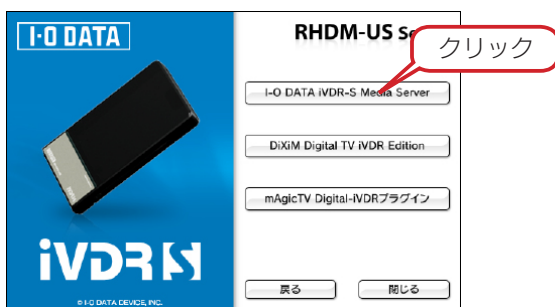 I-O DATA
RHDM-US Se
クリック
I-O DATA iVDR-S Media Server
DiXiM Digital TV iVDR Edition
mAgicTV Digital-iVDRプラグイン
iVDR S
戻る
閉じる
© I-O DATA DEVICE, INC.